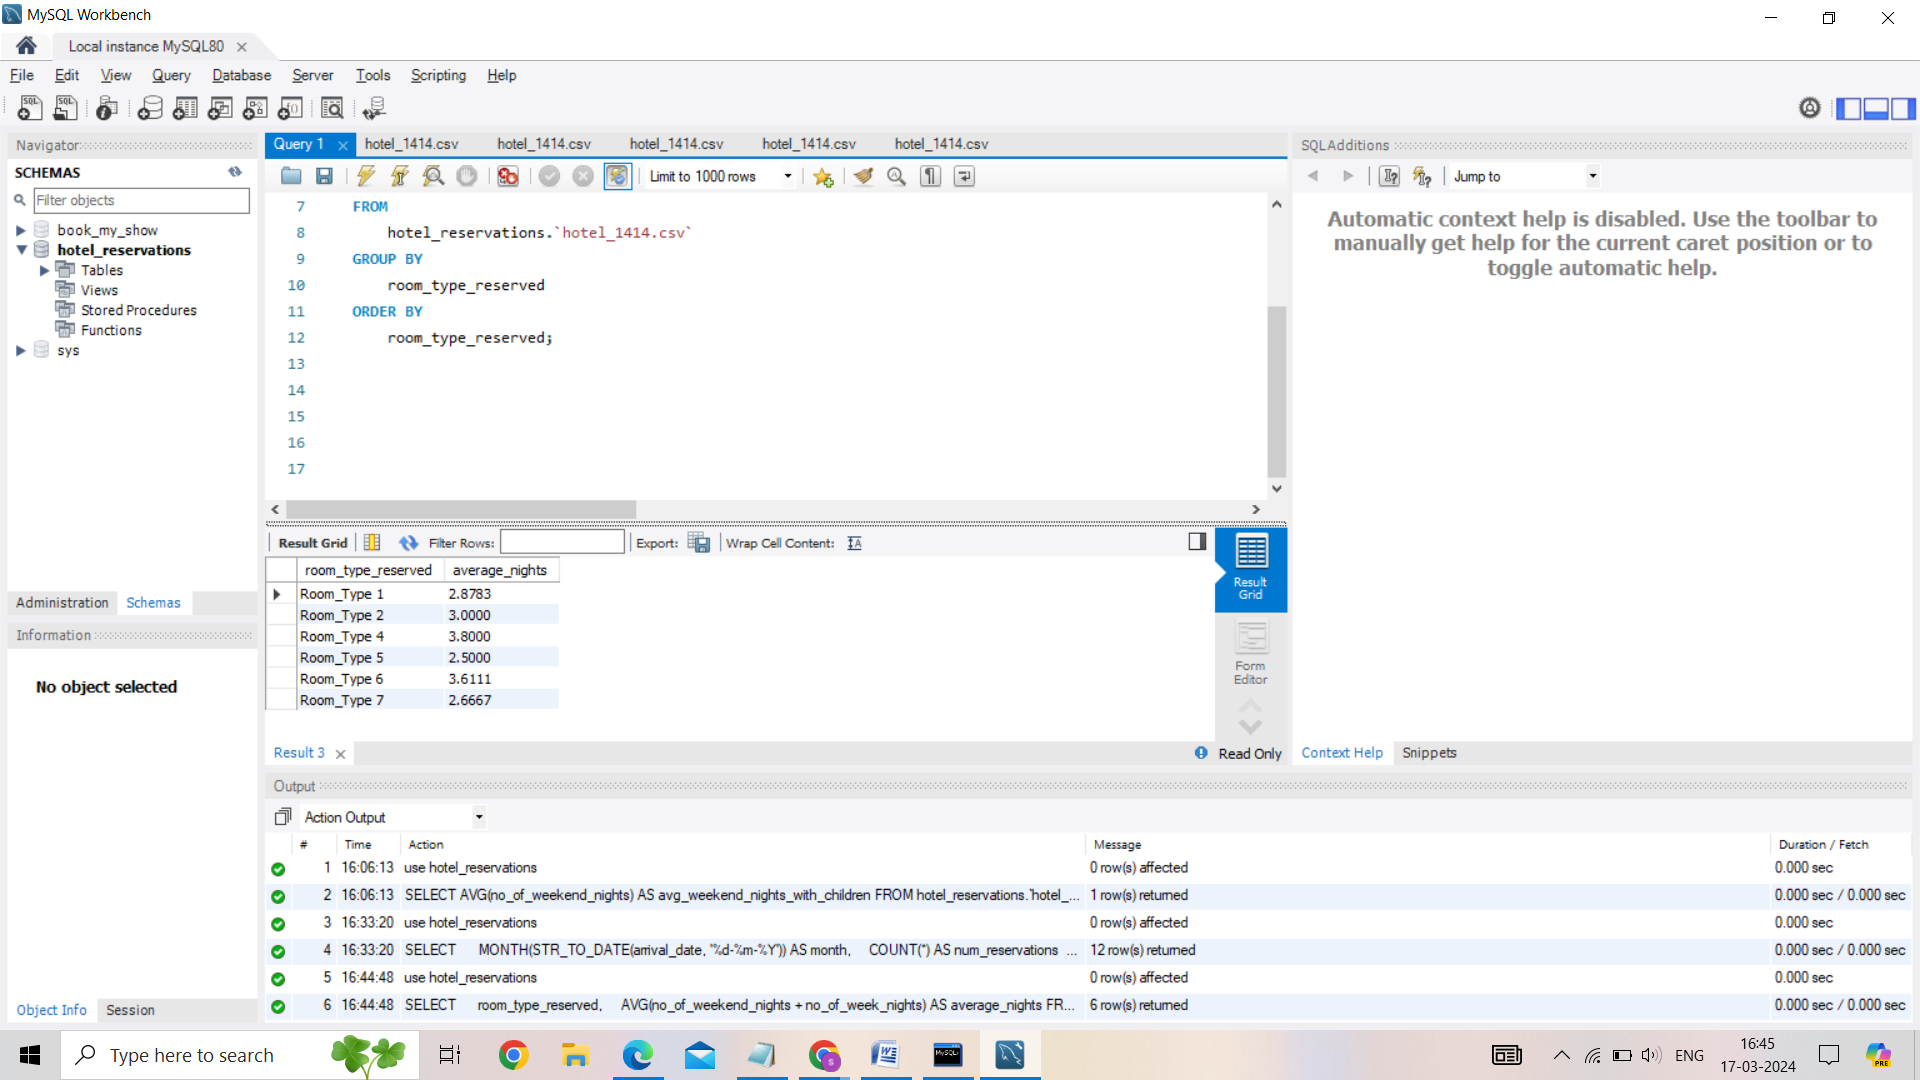 MySQL Workbench
Local instance MySQL80
File Edit View Query Database Server Tools Scripting Help
Navigator
SCHEMAS
Filter objects
book_my_show
hotel_reservations
Tables
Views
Stored Procedures
Functions
sys
Administration Schemas
Information
No object selected
Object Info Session
Query 1 hotel_1414.csv hotel_1414.csv hotel_1414.csv hotel_1414.csv hotel_1414.csv
Limit to 1000 rows
7 FROM
8 hotel_reservations.`hotel_1414.csv`
9 GROUP BY
10 room_type_reserved
11 ORDER BY
12 room_type_reserved;
13
14
15
16
17
Result Grid Filter Rows: Export: Wrap Cell Content:
room_type_reserved average_nights
Room_Type 1 2.8783
Room_Type 2 3.0000
Room_Type 4 3.8000
Room_Type 5 2.5000
Room_Type 6 3.6111
Room_Type 7 2.6667
Result Grid
Form Editor
Result 3
Read Only
SQLAdditions
Jump to
Automatic context help is disabled. Use the toolbar to
manually get help for the current caret position or to
toggle automatic help.
Context Help Snippets
Output
Action Output
# Time Action Message Duration / Fetch
1 16:06:13 use hotel_reservations 0 row(s) affected 0.000 sec
2 16:06:13 SELECT AVG(no_of_weekend_nights) AS avg_weekend_nights_with_children FROM hotel_reservations.`hotel_... 1 row(s) returned 0.000 sec / 0.000 sec
3 16:33:20 use hotel_reservations 0 row(s) affected 0.000 sec
4 16:33:20 SELECT MONTH(STR_TO_DATE(arrival_date, '%d-%m-%Y')) AS month, COUNT(*) AS num_reservations ... 12 row(s) returned 0.000 sec / 0.000 sec
5 16:44:48 use hotel_reservations 0 row(s) affected 0.000 sec
6 16:44:48 SELECT room_type_reserved, AVG(no_of_weekend_nights + no_of_week_nights) AS average_nights FR... 6 row(s) returned 0.000 sec / 0.000 sec
Type here to search
ENG
16:45
17-03-2024
PRE